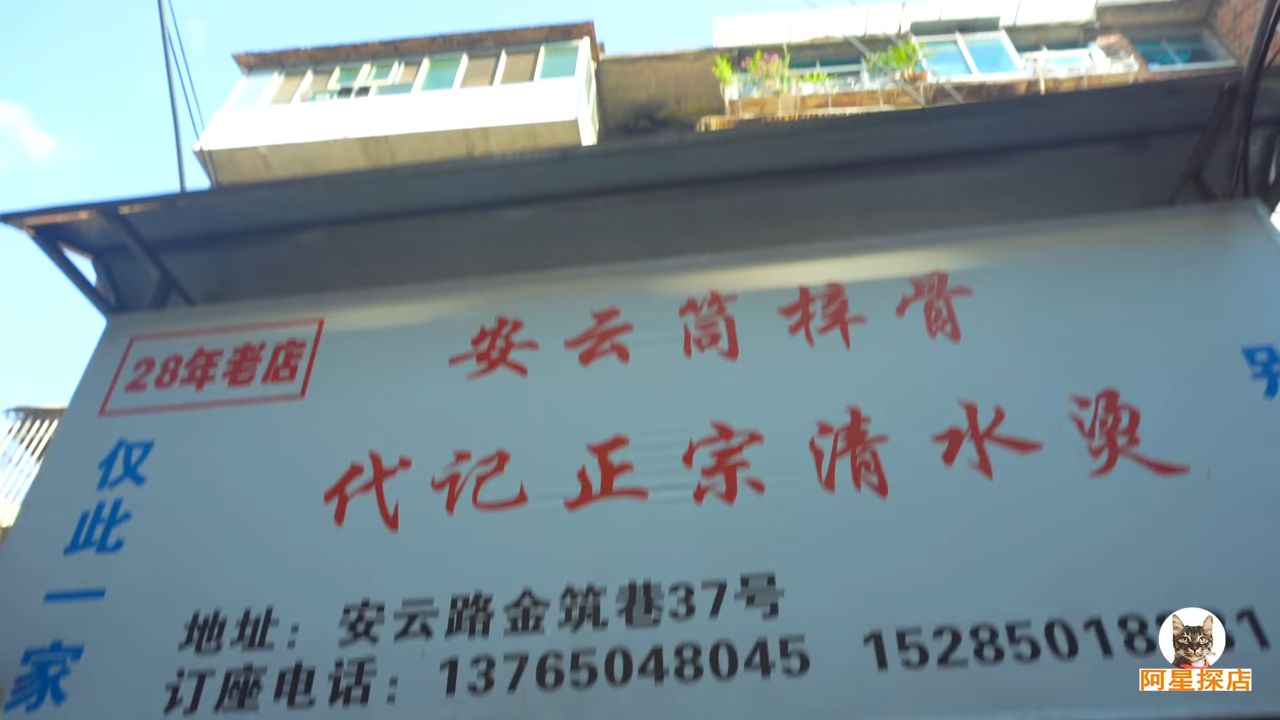 28年老店
安云筒梓骨
代记正宗清水烫
仅此一家
地址：安云路金筑巷37号
订座电话：13765048045
阿星探店